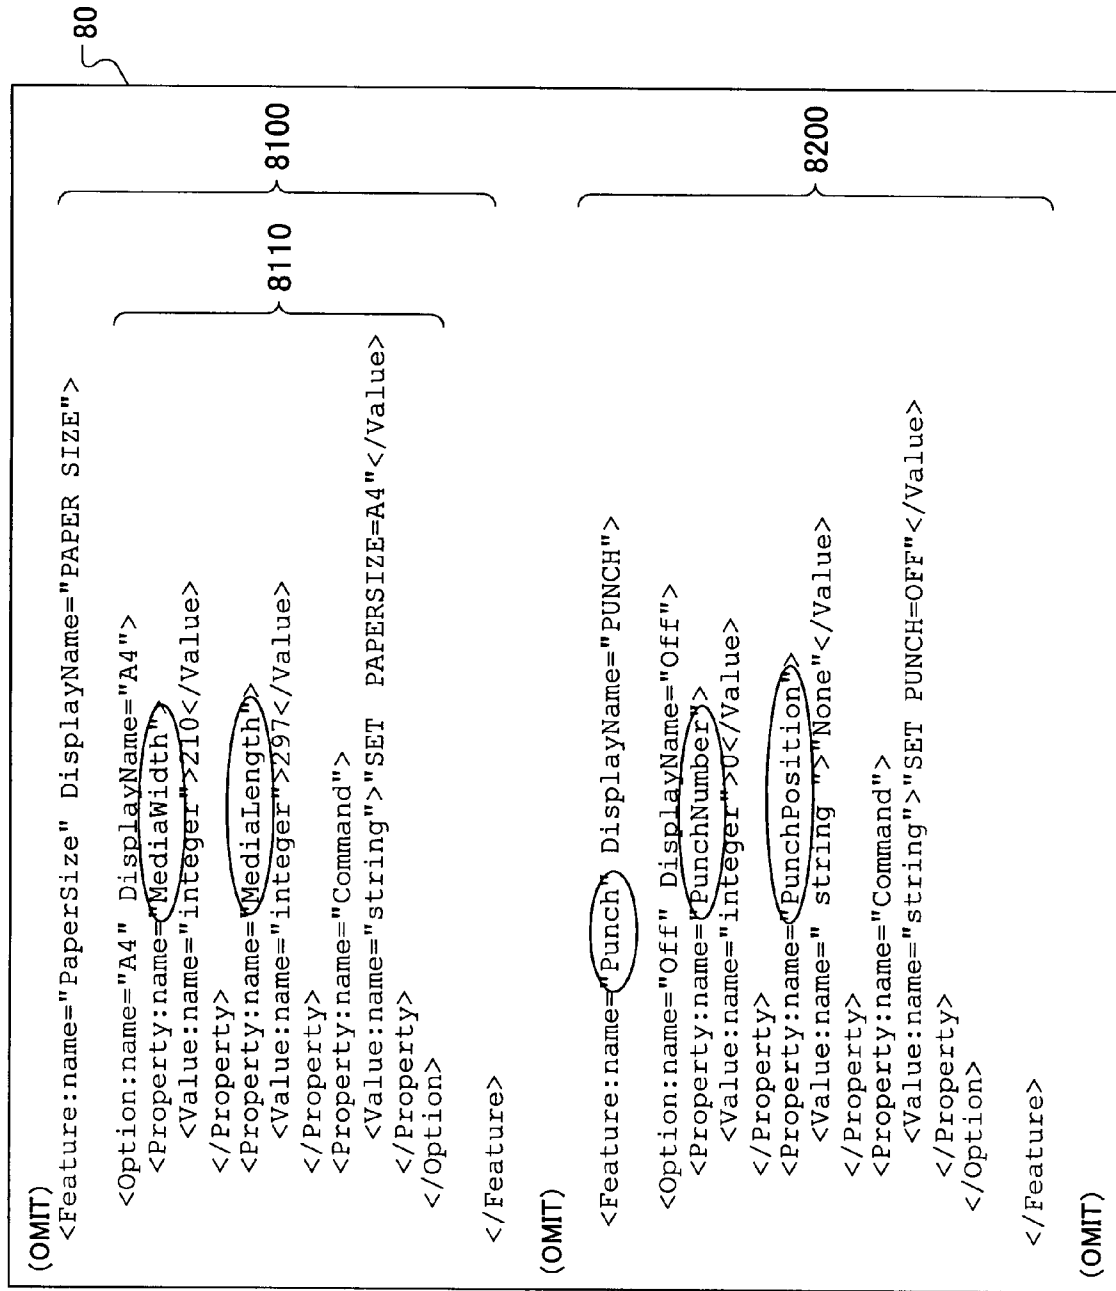 80
(OMIT)
<Feature:name="PaperSize" DisplayName="PAPER SIZE">
<Option:name="A4" DisplayName="A4">
<Property:name="MediaWidth">
<Value:name="integer">210</Value>
</Property>
<Property:name="MediaLength">
<Value:name="integer">297</Value>
</Property>
<Property:name="Command">
<Value:name="string">"SET PAPERSIZE=A4"</Value>
</Property>
</Option>
</Feature>
8110
8100
(OMIT)
<Feature:name="Punch" DisplayName="PUNCH">
<Option:name="Off" DisplayName="Off">
<Property:name="PunchNumber">
<Value:name="integer">0</Value>
</Property>
<Property:name="PunchPosition">
<Value:name=" string ">"None"</Value>
</Property>
<Property:name="Command">
<Value:name="string">"SET PUNCH=OFF"</Value>
</Property>
</Option>
</Feature>
8200
(OMIT)